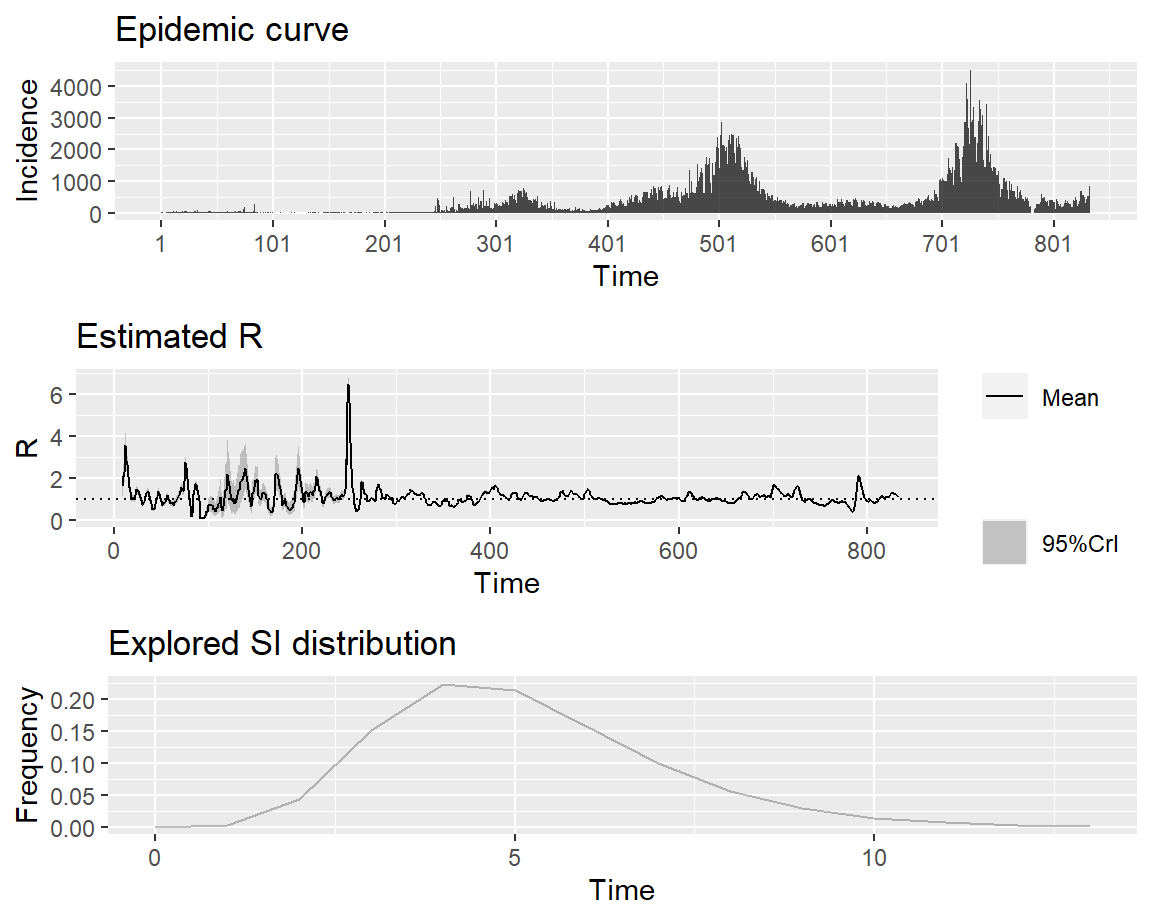 Epidemic curve
Incidence
4000
3000
2000
1000
0
1 101 201 301 401 501 601 701 801
Time
Estimated R
R
6
4
2
0
0 200 400 600 800
Time
Mean
95%CrI
Explored SI distribution
Frequency
0.20
0.15
0.10
0.05
0.00
0 5 10
Time